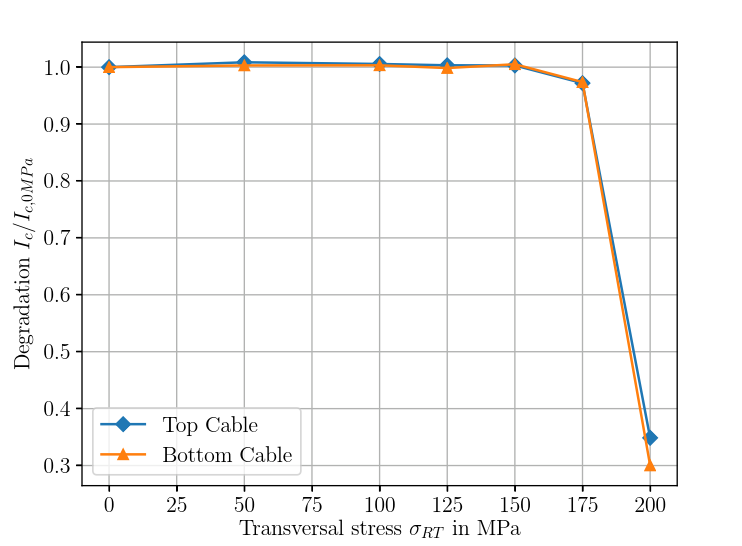 1.0
0.9
0.8
0.7
0.6
0.5
0.4
0.3
Degradation $I_c/I_{c,0MPa}$
Top Cable
Bottom Cable
0 25 50 75 100 125 150 175 200
Transversal stress $\sigma_{RT}$ in MPa